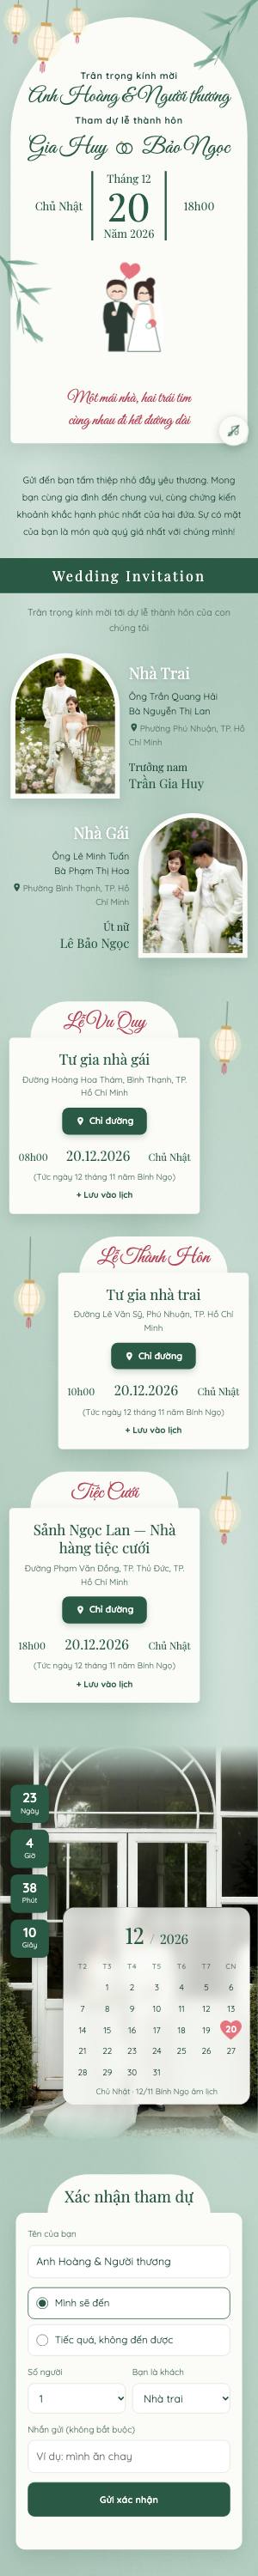 Trân trọng kính mời
Anh Hoàng & Người thương
Tham dự lễ thành hôn
Gia Huy Bảo Ngọc
Tháng 12
Chủ Nhật 20 18h00
Năm 2026
Một mái nhà, hai trái tim
cùng nhau đi hết đường dài
Gửi đến bạn tấm thiệp nhỏ đầy yêu thương. Mong
bạn cùng gia đình đến chung vui, cùng chứng kiến
khoảnh khắc hạnh phúc nhất của hai đứa. Sự có mặt
của bạn là món quà quý giá nhất với chúng mình!
Wedding Invitation
Trân trọng kính mời tới dự lễ thành hôn của con
chúng tôi
Nhà Trai
Ông Trần Quang Hải
Bà Nguyễn Thị Lan
Phường Phú Nhuận, TP. Hồ
Chí Minh
Trưởng nam
Trần Gia Huy
Nhà Gái
Ông Lê Minh Tuấn
Bà Phạm Thị Hoa
Phường Bình Thạnh, TP. Hồ
Chí Minh
Út nữ
Lê Bảo Ngọc
Lễ Vu Quy
Tư gia nhà gái
Đường Hoàng Hoa Thám, Bình Thạnh, TP.
Hồ Chí Minh
Chỉ đường
08h00 20.12.2026 Chủ Nhật
(Tức ngày 12 tháng 11 năm Bính Ngọ)
+ Lưu vào lịch
Lễ Thành Hôn
Tư gia nhà trai
Đường Lê Văn Sỹ, Phú Nhuận, TP. Hồ Chí
Minh
Chỉ đường
10h00 20.12.2026 Chủ Nhật
(Tức ngày 12 tháng 11 năm Bính Ngọ)
+ Lưu vào lịch
Tiệc Cưới
Sảnh Ngọc Lan — Nhà
hàng tiệc cưới
Đường Phạm Văn Đồng, TP. Thủ Đức, TP.
Hồ Chí Minh
Chỉ đường
18h00 20.12.2026 Chủ Nhật
(Tức ngày 12 tháng 11 năm Bính Ngọ)
+ Lưu vào lịch
23
Ngày
4
Giờ
38
Phút
10
Giây
12 / 2026
T2 T3 T4 T5 T6 T7 CN
1 2 3 4 5 6
7 8 9 10 11 12 13
14 15 16 17 18 19 20
21 22 23 24 25 26 27
28 29 30 31
Chủ Nhật · 12/11 Bính Ngọ âm lịch
Xác nhận tham dự
Tên của bạn
Anh Hoàng & Người thương
Mình sẽ đến
Tiếc quá, không đến được
Số người Bạn là khách
1 Nhà trai
Nhắn gửi (không bắt buộc)
Ví dụ: mình ăn chay
Gửi xác nhận